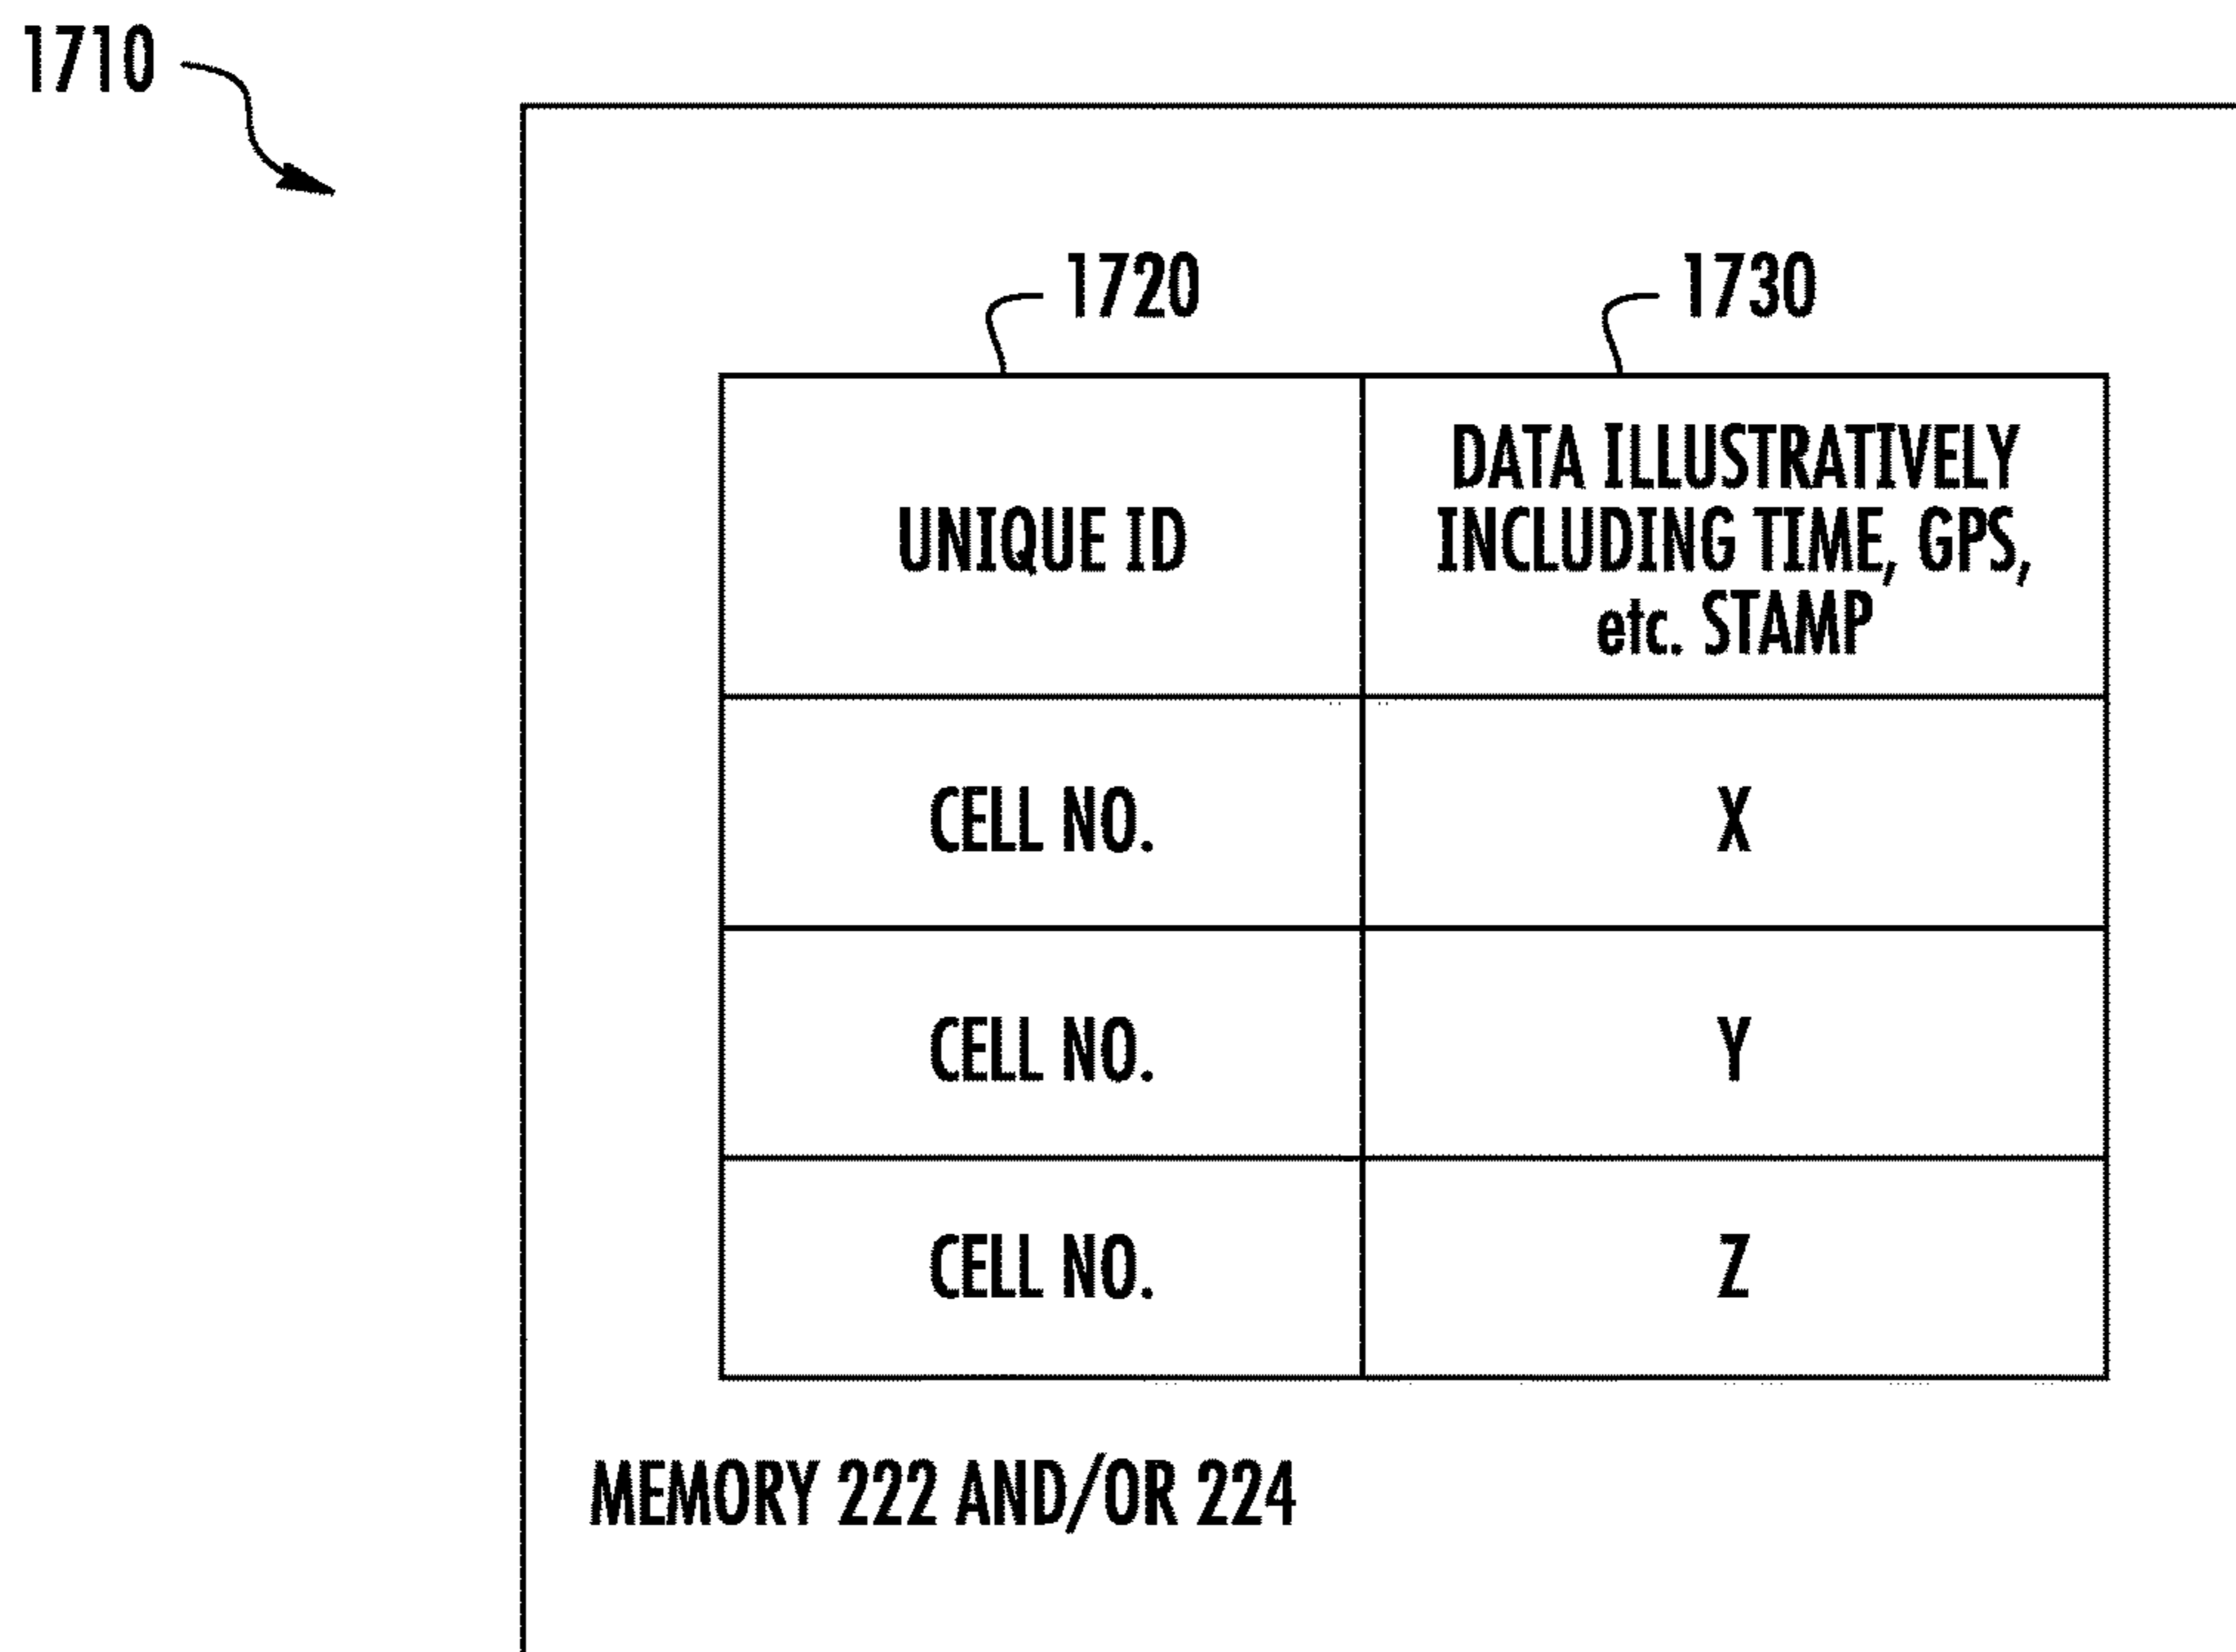 1710
1720
1730
UNIQUE ID
DATA ILLUSTRATIVELY
INCLUDING TIME, GPS,
etc. STAMP
CELL NO.
X
CELL NO.
Y
CELL NO.
Z
MEMORY 222 AND/OR 224